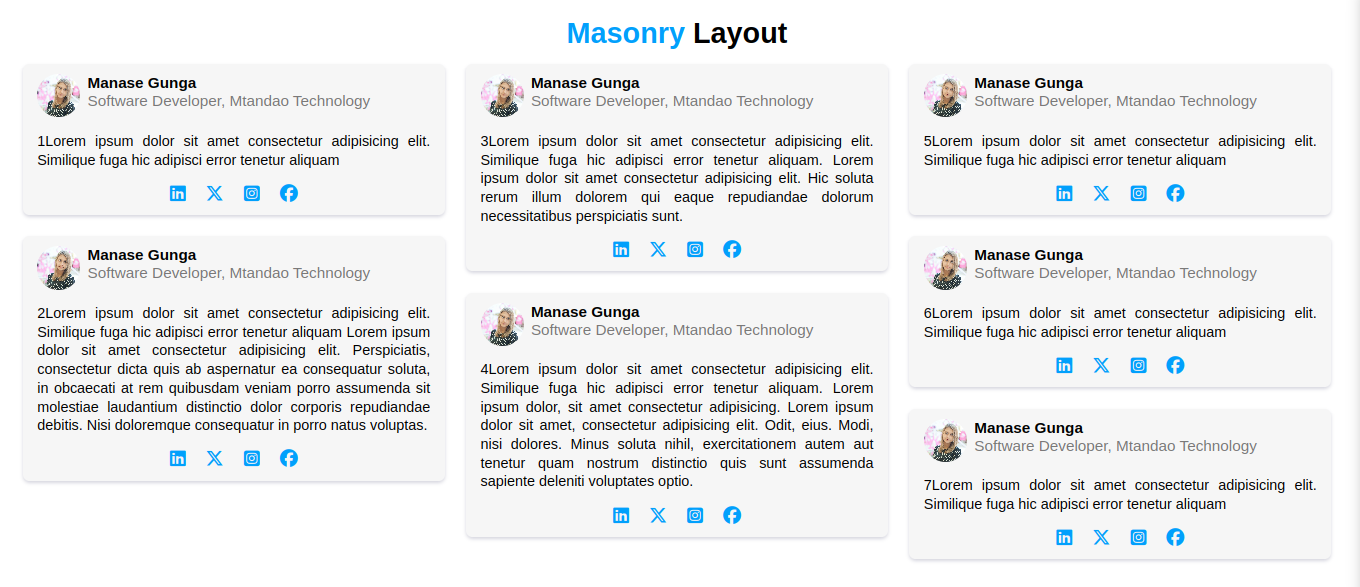 Masonry Layout
Manase Gunga
Software Developer, Mtandao Technology
1Lorem ipsum dolor sit amet consectetur adipisicing elit.
Similique fuga hic adipisci error tenetur aliquam
Manase Gunga
Software Developer, Mtandao Technology
2Lorem ipsum dolor sit amet consectetur adipisicing elit.
Similique fuga hic adipisci error tenetur aliquam Lorem ipsum
dolor sit amet consectetur adipisicing elit. Perspiciatis,
consectetur dicta quis ab aspernatur ea consequatur soluta,
in obcaecati at rem quibusdam veniam porro assumenda sit
molestiae laudantium distinctio dolor corporis repudiandae
debitis. Nisi doloremque consequatur in porro natus voluptas.
Manase Gunga
Software Developer, Mtandao Technology
3Lorem ipsum dolor sit amet consectetur adipisicing elit.
Similique fuga hic adipisci error tenetur aliquam. Lorem
ipsum dolor sit amet consectetur adipisicing elit. Hic soluta
rerum illum dolorem qui eaque repudiandae dolorum
necessitatibus perspiciatis sunt.
Manase Gunga
Software Developer, Mtandao Technology
4Lorem ipsum dolor sit amet consectetur adipisicing elit.
Similique fuga hic adipisci error tenetur aliquam. Lorem
ipsum dolor, sit amet consectetur adipisicing. Lorem ipsum
dolor sit amet, consectetur adipisicing elit. Odit, eius. Modi,
nisi dolores. Minus soluta nihil, exercitationem autem aut
tenetur quam nostrum distinctio quis sunt assumenda
sapiente deleniti voluptates optio.
Manase Gunga
Software Developer, Mtandao Technology
5Lorem ipsum dolor sit amet consectetur adipisicing elit.
Similique fuga hic adipisci error tenetur aliquam
Manase Gunga
Software Developer, Mtandao Technology
6Lorem ipsum dolor sit amet consectetur adipisicing elit.
Similique fuga hic adipisci error tenetur aliquam
Manase Gunga
Software Developer, Mtandao Technology
7Lorem ipsum dolor sit amet consectetur adipisicing elit.
Similique fuga hic adipisci error tenetur aliquam